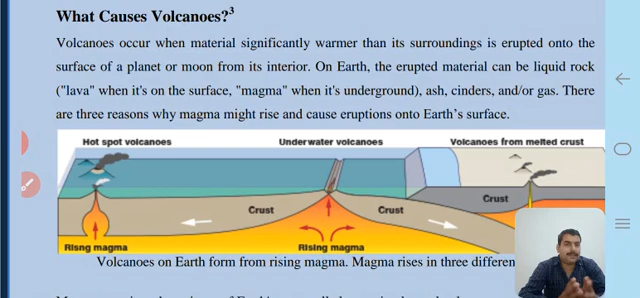 What Causes Volcanoes?³
Volcanoes occur when material significantly warmer than its surroundings is erupted onto the
surface of a planet or moon from its interior. On Earth, the erupted material can be liquid rock
("lava" when it's on the surface, "magma" when it's underground), ash, cinders, and/or gas. There
are three reasons why magma might rise and cause eruptions onto Earth's surface.
Hot spot volcanoes
Underwater volcanoes
Volcanoes from melted crust
Crust
Crust
Crust
Risng magma
Rising magma
Volcanoes on Earth form from rising magma. Magma rises in three differen